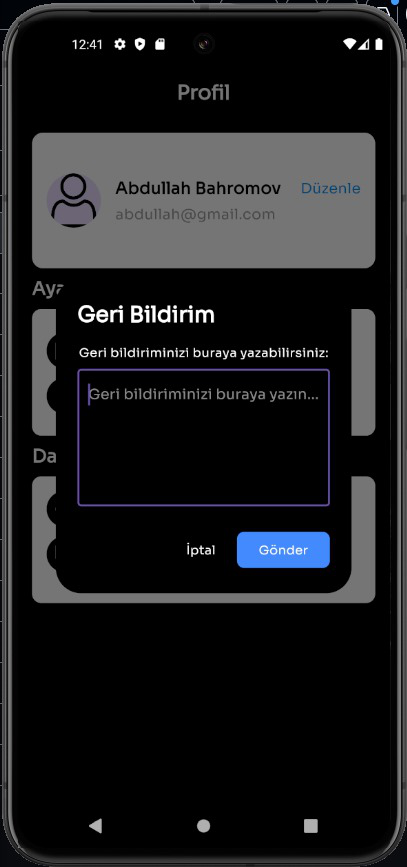 12:41
Profil
Abdullah Bahromov
Düzenle
abdullah@gmail.com
Geri Bildirim
Geri bildiriminizi buraya yazabilirsiniz:
Geri bildiriminizi buraya yazın...
İptal
Gönder